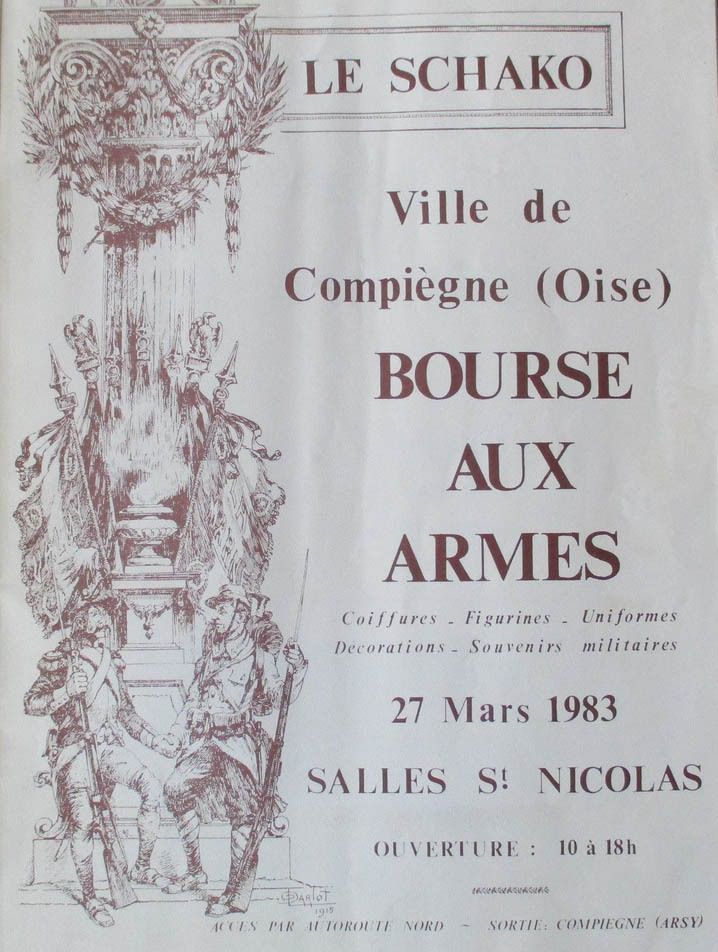 LE SCHAKO
Ville de
Compiègne (Oise)
BOURSE
AUX
ARMES
Coiffures - Figurines - Uniformes
Decorations - Souvenirs militaires
27 Mars 1983
SALLES St NICOLAS
OUVERTURE : 10 à 18h
1915
ACCES PAR AUTOROUTE NORD ~ SORTIE: COMPIEGNE (ARSY)